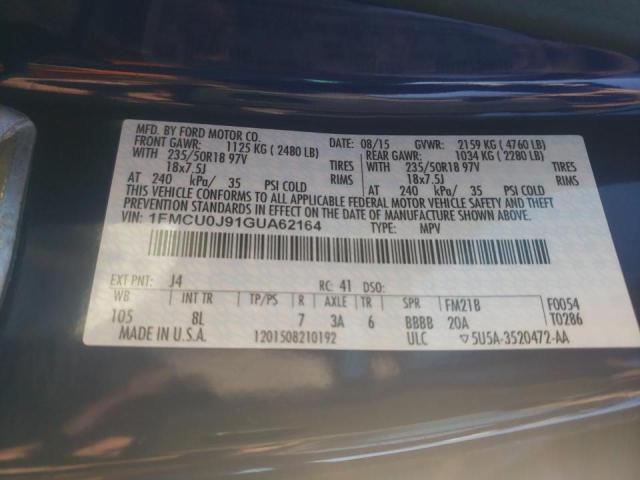 MFD. BY FORD MOTOR CO.
DATE: 08/15 GVWR: 2159 KG (4760 LB)
FRONT GAWR: 1125 KG (2480 LB) REAR GAWR: 1034 KG (2280 LB)
WITH 235/50R18 97V TIRES WITH 235/50R18 97V TIRES
18x7.5J RIMS 18x7.5J RIMS
AT 240 kPa/ 35 PSI COLD AT 240 kPa/ 35 PSI COLD
THIS VEHICLE CONFORMS TO ALL APPLICABLE FEDERAL MOTOR VEHICLE SAFETY AND THEFT
PREVENTION STANDARDS IN EFFECT ON THE DATE OF MANUFACTURE SHOWN ABOVE.
VIN: 1FMCU0J91GUA62164 TYPE: MPV
EXT PNT: J4 RC: 41 DSO:
WB INT TR TP/PS R AXLE TR SPR FM21B F0054
105 8L 7 3A 6 BBBB 20A T0286
MADE IN U.S.A. 1201508210192 ULC ▽5U5A-3520472-AA